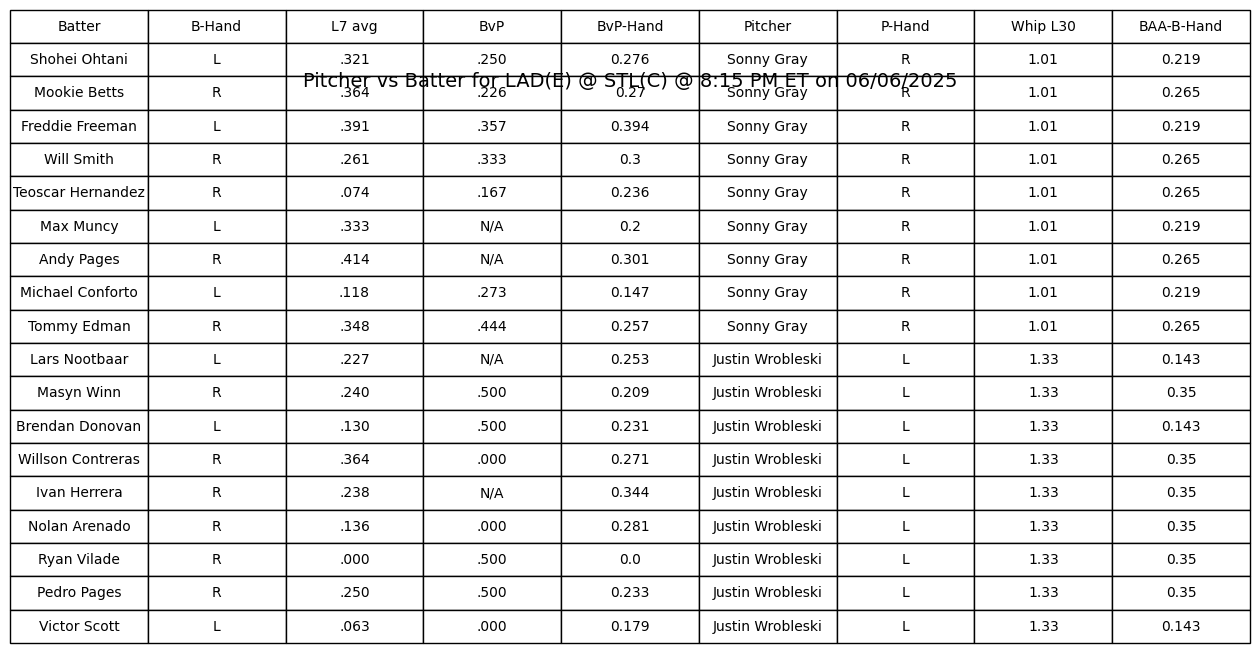 Batter B-Hand L7 avg BvP BvP-Hand Pitcher P-Hand Whip L30 BAA-B-Hand
Shohei Ohtani L .321 .250 0.276 Sonny Gray R 1.01 0.219
Pitcher vs Batter for LAD(E) @ STL(C) @ 8:15 PM ET on 06/06/2025
Mookie Betts R .364 .226 0.27 Sonny Gray R 1.01 0.265
Freddie Freeman L .391 .357 0.394 Sonny Gray R 1.01 0.219
Will Smith R .261 .333 0.3 Sonny Gray R 1.01 0.265
Teoscar Hernandez R .074 .167 0.236 Sonny Gray R 1.01 0.265
Max Muncy L .333 N/A 0.2 Sonny Gray R 1.01 0.219
Andy Pages R .414 N/A 0.301 Sonny Gray R 1.01 0.265
Michael Conforto L .118 .273 0.147 Sonny Gray R 1.01 0.219
Tommy Edman R .348 .444 0.257 Sonny Gray R 1.01 0.265
Lars Nootbaar L .227 N/A 0.253 Justin Wrobleski L 1.33 0.143
Masyn Winn R .240 .500 0.209 Justin Wrobleski L 1.33 0.35
Brendan Donovan L .130 .500 0.231 Justin Wrobleski L 1.33 0.143
Willson Contreras R .364 .000 0.271 Justin Wrobleski L 1.33 0.35
Ivan Herrera R .238 N/A 0.344 Justin Wrobleski L 1.33 0.35
Nolan Arenado R .136 .000 0.281 Justin Wrobleski L 1.33 0.35
Ryan Vilade R .000 .500 0.0 Justin Wrobleski L 1.33 0.35
Pedro Pages R .250 .500 0.233 Justin Wrobleski L 1.33 0.35
Victor Scott L .063 .000 0.179 Justin Wrobleski L 1.33 0.143